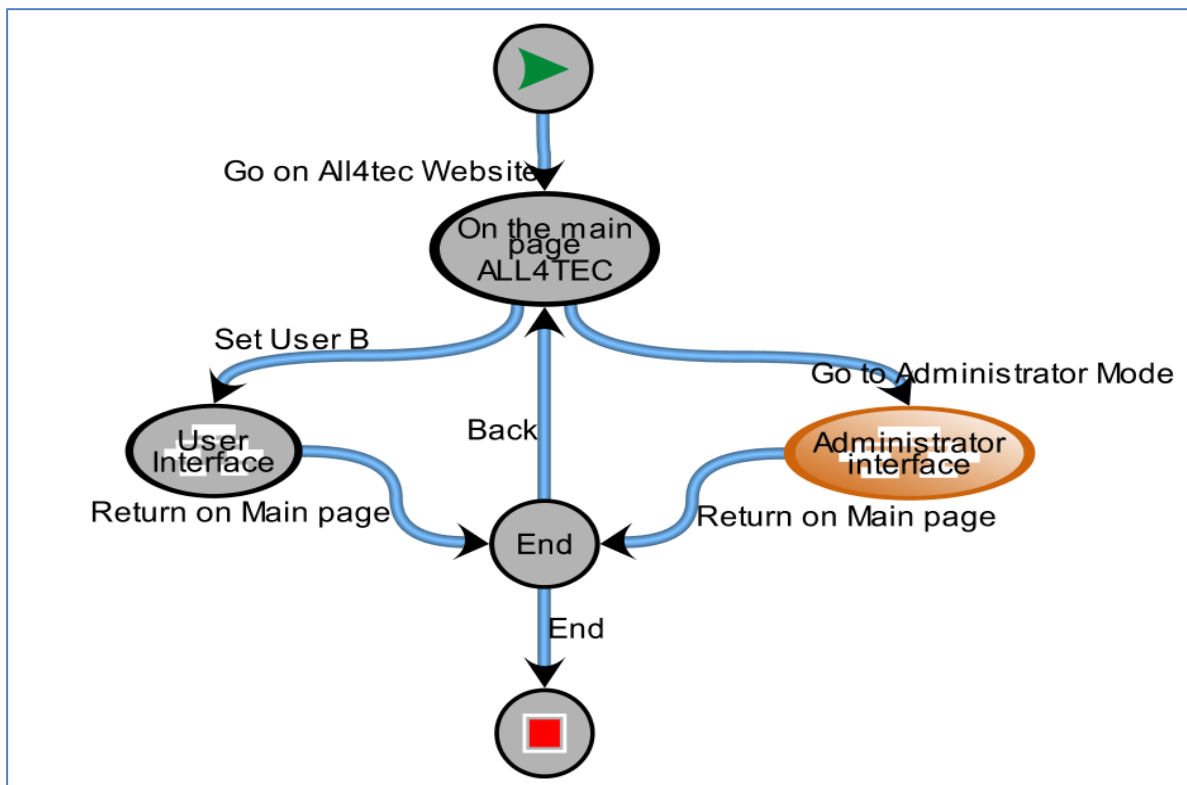 Go on All4tec Website
On the main
page
ALL4TEC
Set User B
Go to Administrator Mode
User
Interface
Back
Administrator
interface
Return on Main page
Return on Main page
End
End